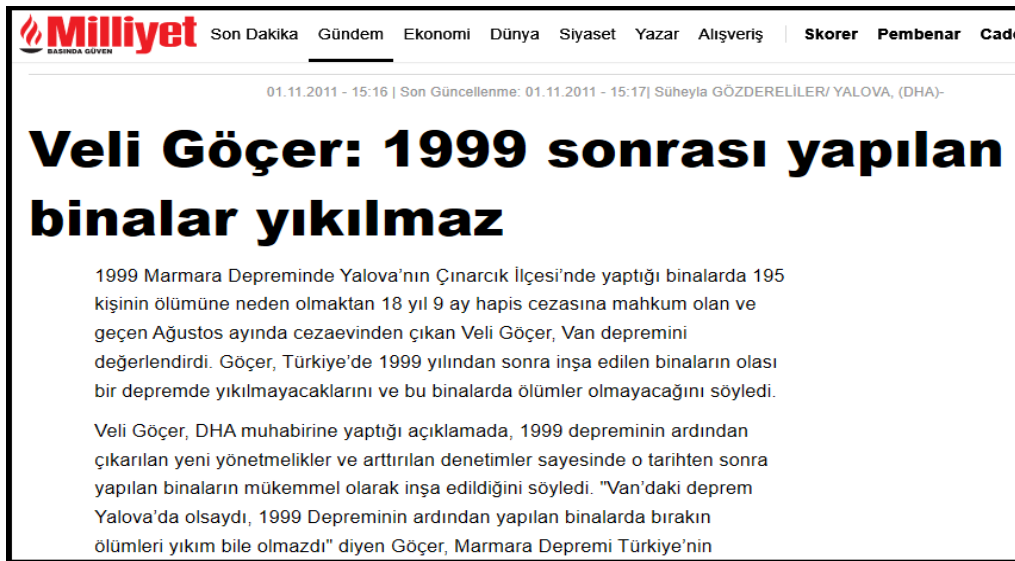 Milliyet
BASINDA GÜVEN
Son Dakika Gündem Ekonomi Dünya Siyaset Yazar Alışveriş Skorer Pembenar
01.11.2011 - 15:16 | Son Güncellenme: 01.11.2011 - 15:17| Süheyla GÖZDERELİLER/ YALOVA, (DHA)-
Veli Göçer: 1999 sonrası yapılan
binalar yıkılmaz
1999 Marmara Depreminde Yalova’nın Çınarcık İlçesi’nde yaptığı binalarda 195
kişinin ölümüne neden olmaktan 18 yıl 9 ay hapis cezasına mahkum olan ve
geçen Ağustos ayında cezaevinden çıkan Veli Göçer, Van depremini
değerlendirdi. Göçer, Türkiye’de 1999 yılından sonra inşa edilen binaların olası
bir depremde yıkılmayacaklarını ve bu binalarda ölümler olmayacağını söyledi.
Veli Göçer, DHA muhabirine yaptığı açıklamada, 1999 depreminin ardından
çıkarılan yeni yönetmelikler ve arttırılan denetimler sayesinde o tarihten sonra
yapılan binaların mükemmel olarak inşa edildiğini söyledi. "Van’daki deprem
Yalova’da olsaydı, 1999 Depreminin ardından yapılan binalarda bırakın
ölümleri yıkım bile olmazdı" diyen Göçer, Marmara Depremi Türkiye’nin